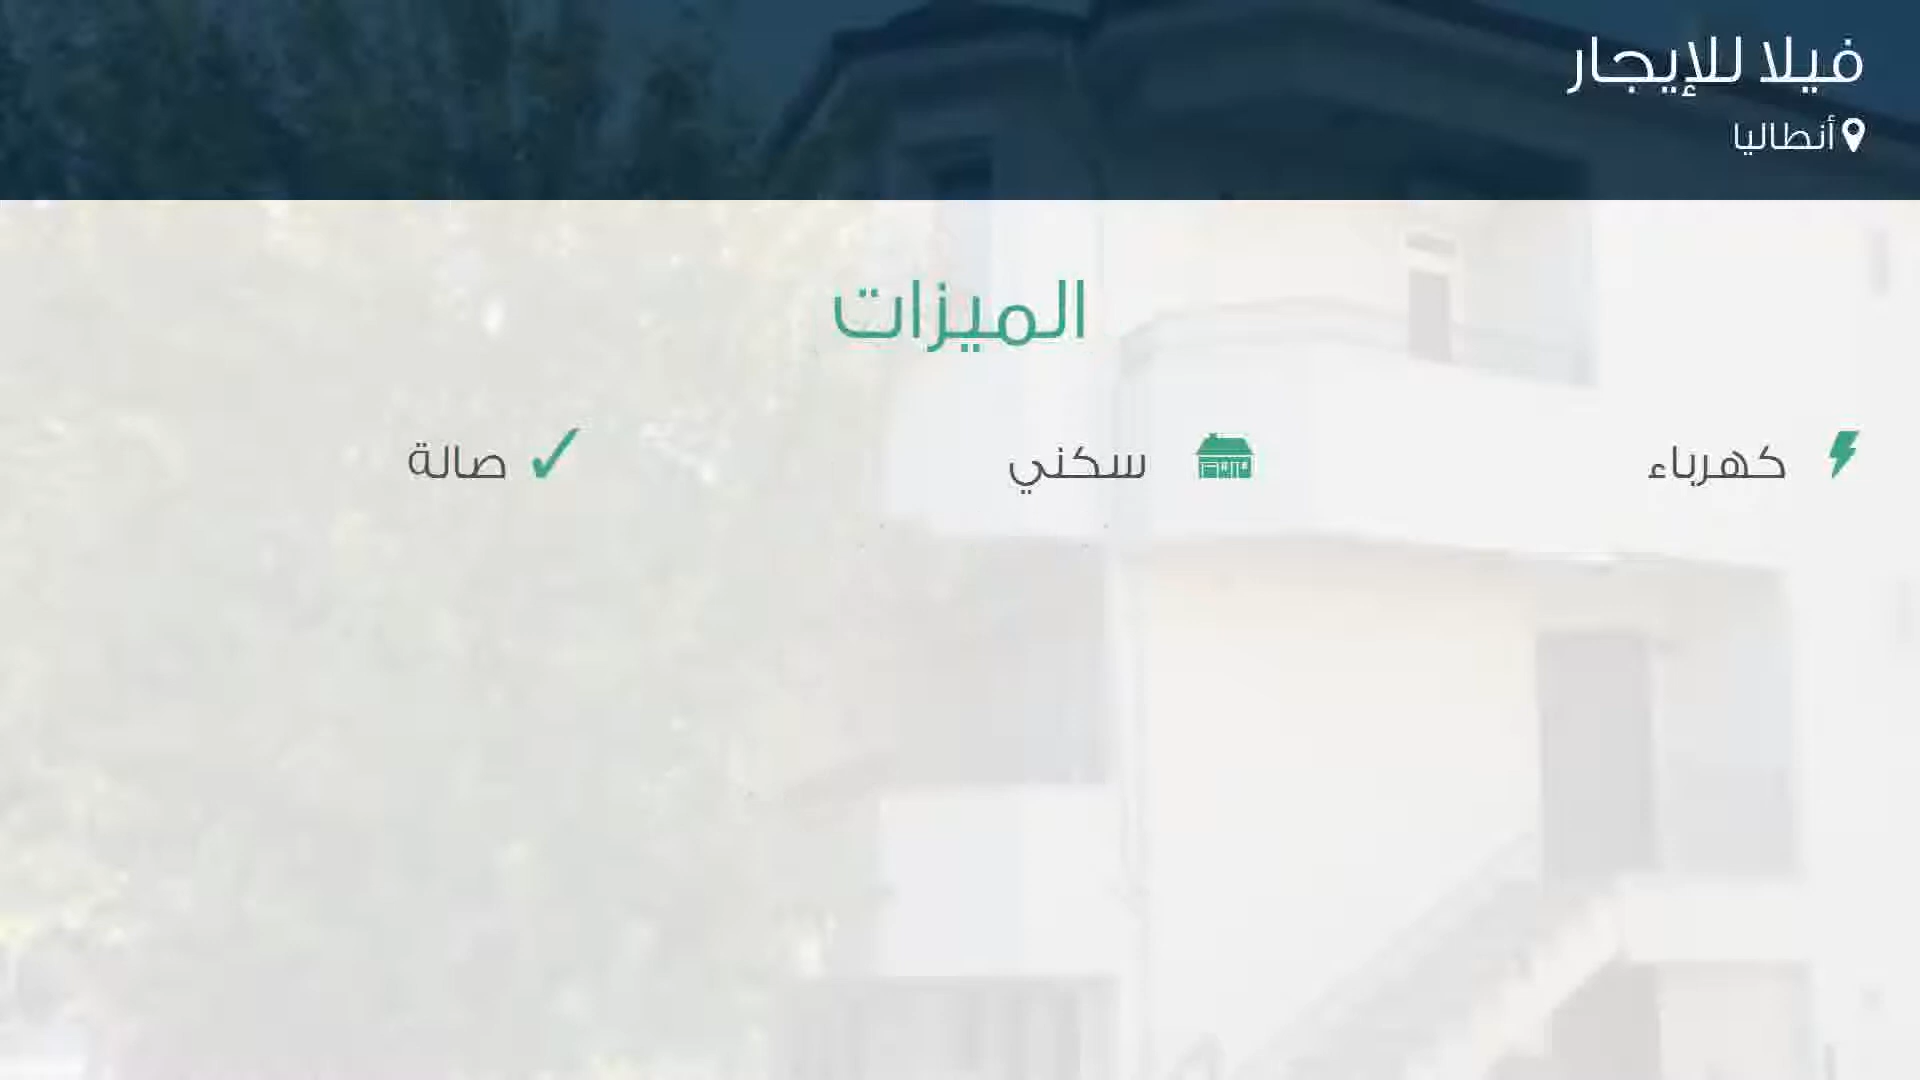 فيلا للإيجار
أنطاليا
الميزات
كهرباء سكني صالة